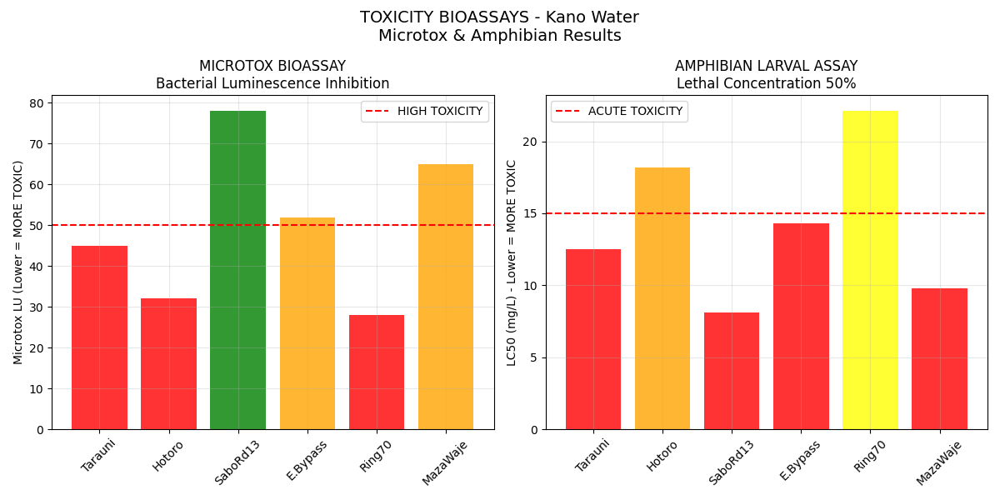 TOXICITY BIOASSAYS - Kano Water
Microtox & Amphibian Results
MICROTOX BIOASSAY
Bacterial Luminescence Inhibition
HIGH TOXICITY
Microtox LU (Lower = MORE TOXIC)
80
70
60
50
40
30
20
10
0
Tarauni
Hotoro
SaboRd13
E.Bypass
Ring70
MazaWaje
AMPHIBIAN LARVAL ASSAY
Lethal Concentration 50%
ACUTE TOXICITY
LC50 (mg/L) - Lower = MORE TOXIC
20
15
10
5
0
Tarauni
Hotoro
SaboRd13
E.Bypass
Ring70
MazaWaje